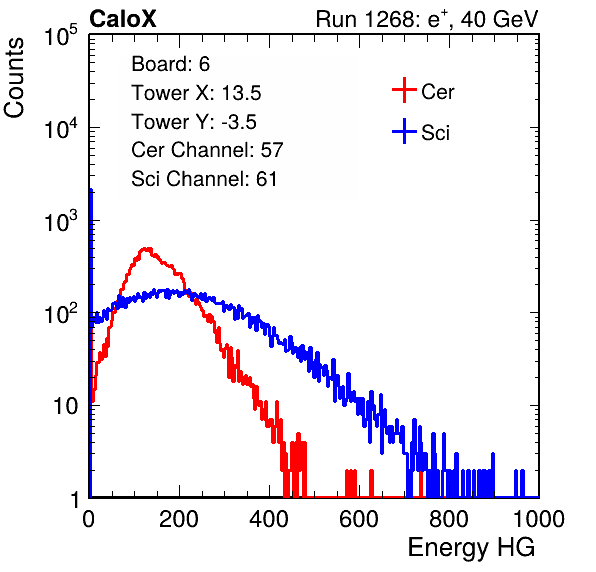 CaloX Run 1268: e⁺, 40 GeV
Counts
Board: 6
Tower X: 13.5
Tower Y: -3.5
Cer Channel: 57
Sci Channel: 61
Cer
Sci
10⁵
10⁴
10³
10²
10
1
0 200 400 600 800 1000
Energy HG